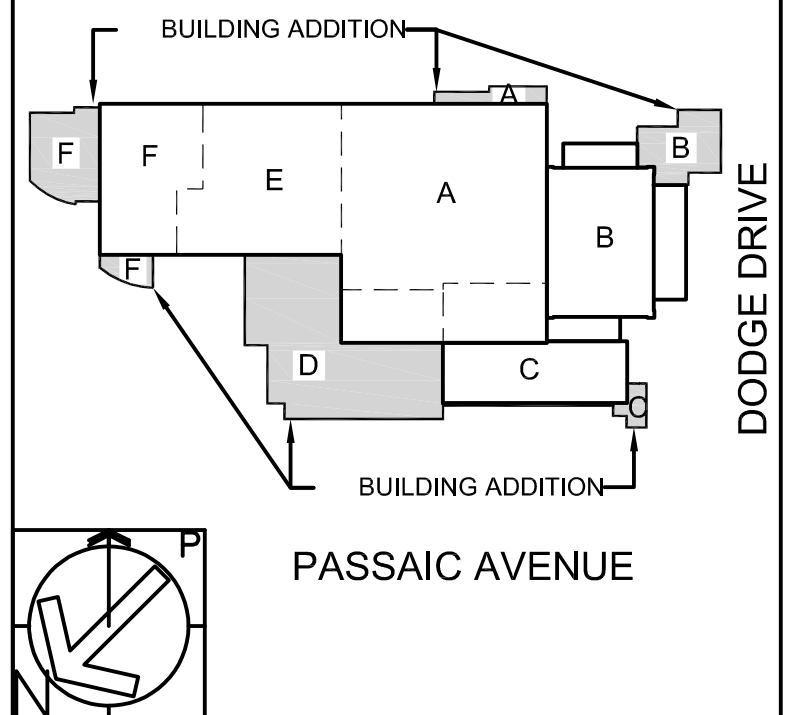 BUILDING ADDITION
A
F
F
E
A
B
B
DODGE DRIVE
F
D
C
C
BUILDING ADDITION
PASSAIC AVENUE
P
N